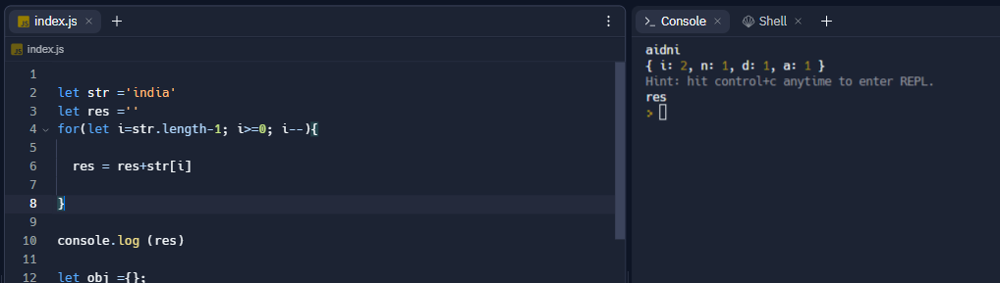 JS index.js × +
JS index.js
1
2 let str ='india'
3 let res =''
4 for(let i=str.length-1; i>=0; i--){
5
6 res = res+str[i]
7
8 }
9
10 console.log (res)
11
12 let obj ={};
>_ Console × Shell × +
aidni
{ i: 2, n: 1, d: 1, a: 1 }
Hint: hit control+c anytime to enter REPL.
res
>